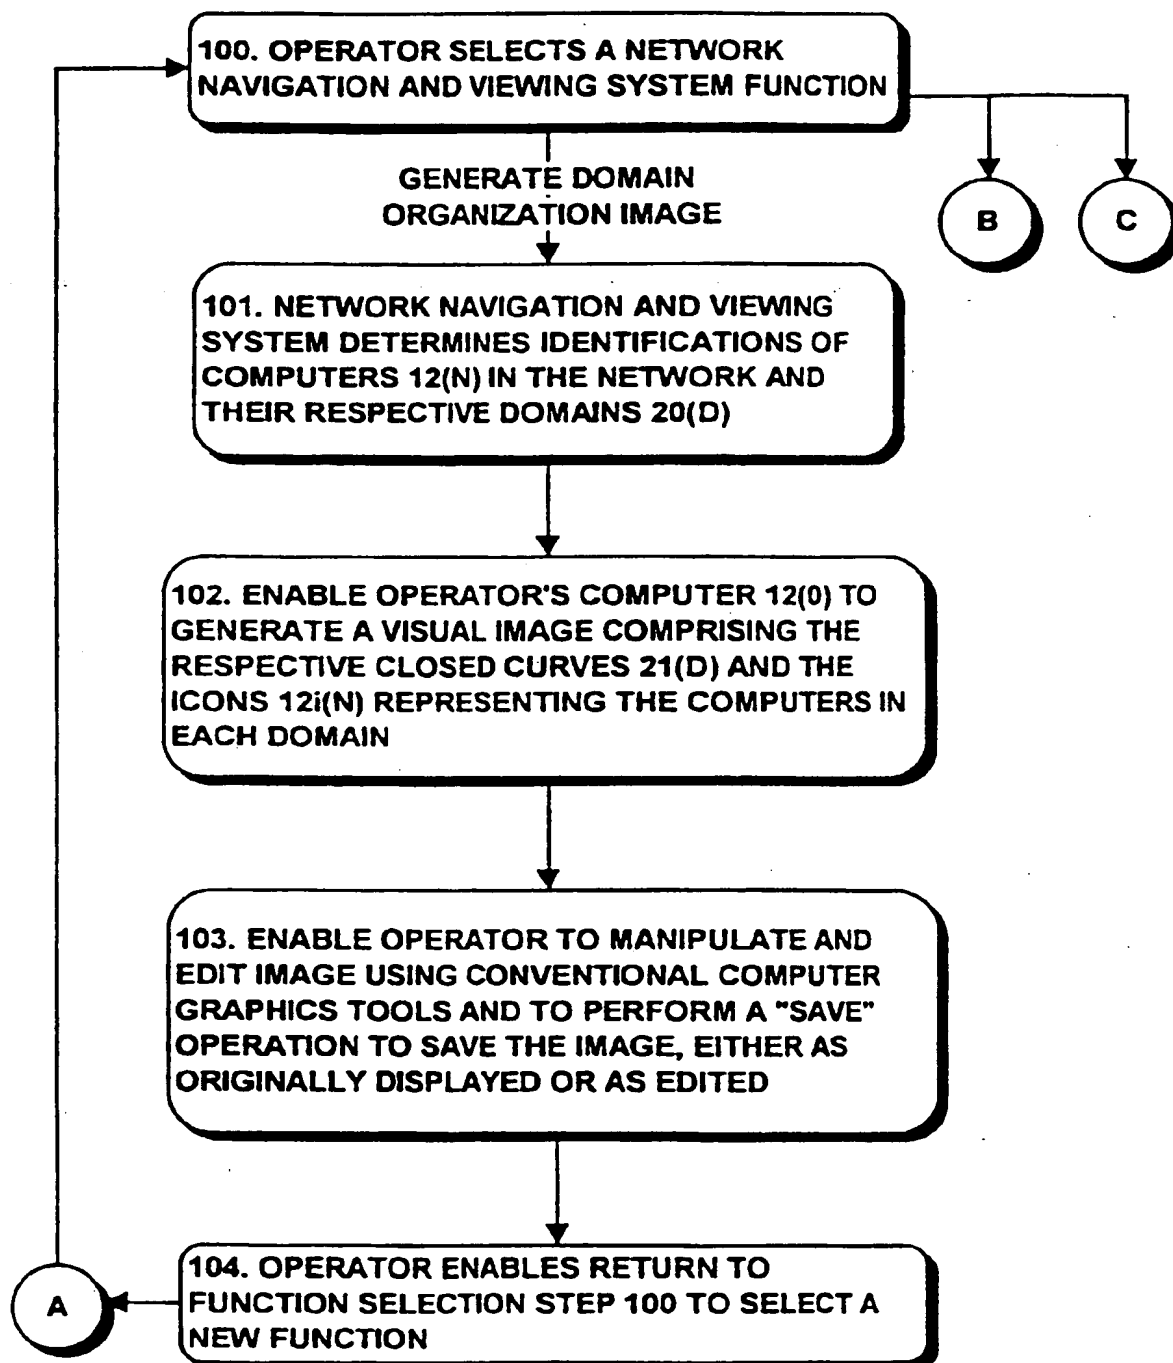 100. OPERATOR SELECTS A NETWORK
NAVIGATION AND VIEWING SYSTEM FUNCTION
GENERATE DOMAIN
ORGANIZATION IMAGE
B
C
101. NETWORK NAVIGATION AND VIEWING
SYSTEM DETERMINES IDENTIFICATIONS OF
COMPUTERS 12(N) IN THE NETWORK AND
THEIR RESPECTIVE DOMAINS 20(D)
102. ENABLE OPERATOR'S COMPUTER 12(0) TO
GENERATE A VISUAL IMAGE COMPRISING THE
RESPECTIVE CLOSED CURVES 21(D) AND THE
ICONS 12i(N) REPRESENTING THE COMPUTERS IN
EACH DOMAIN
103. ENABLE OPERATOR TO MANIPULATE AND
EDIT IMAGE USING CONVENTIONAL COMPUTER
GRAPHICS TOOLS AND TO PERFORM A "SAVE"
OPERATION TO SAVE THE IMAGE, EITHER AS
ORIGINALLY DISPLAYED OR AS EDITED
A
104. OPERATOR ENABLES RETURN TO
FUNCTION SELECTION STEP 100 TO SELECT A
NEW FUNCTION